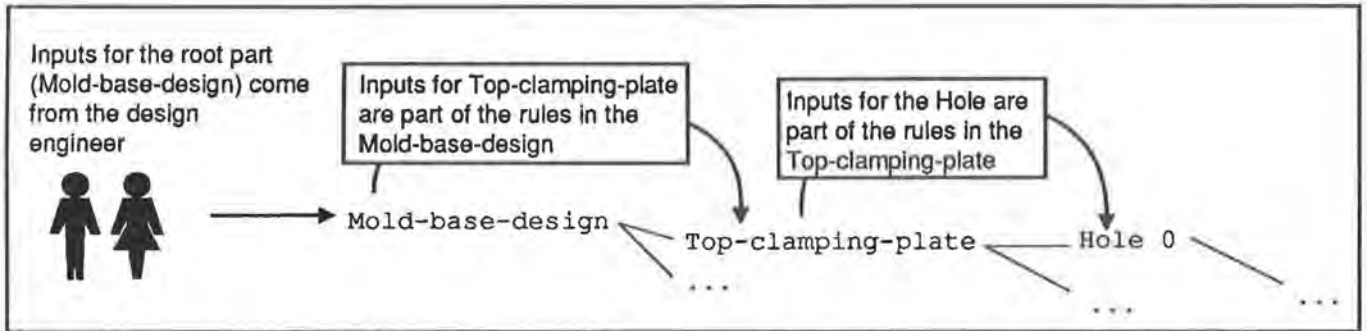 Inputs for the root part
(Mold-base-design) come
from the design
engineer
Inputs for Top-clamping-plate
are part of the rules in the
Mold-base-design
Inputs for the Hole are
part of the rules in the
Top-clamping-plate
Mold-base-design
Top-clamping-plate
Hole 0
...
...
...